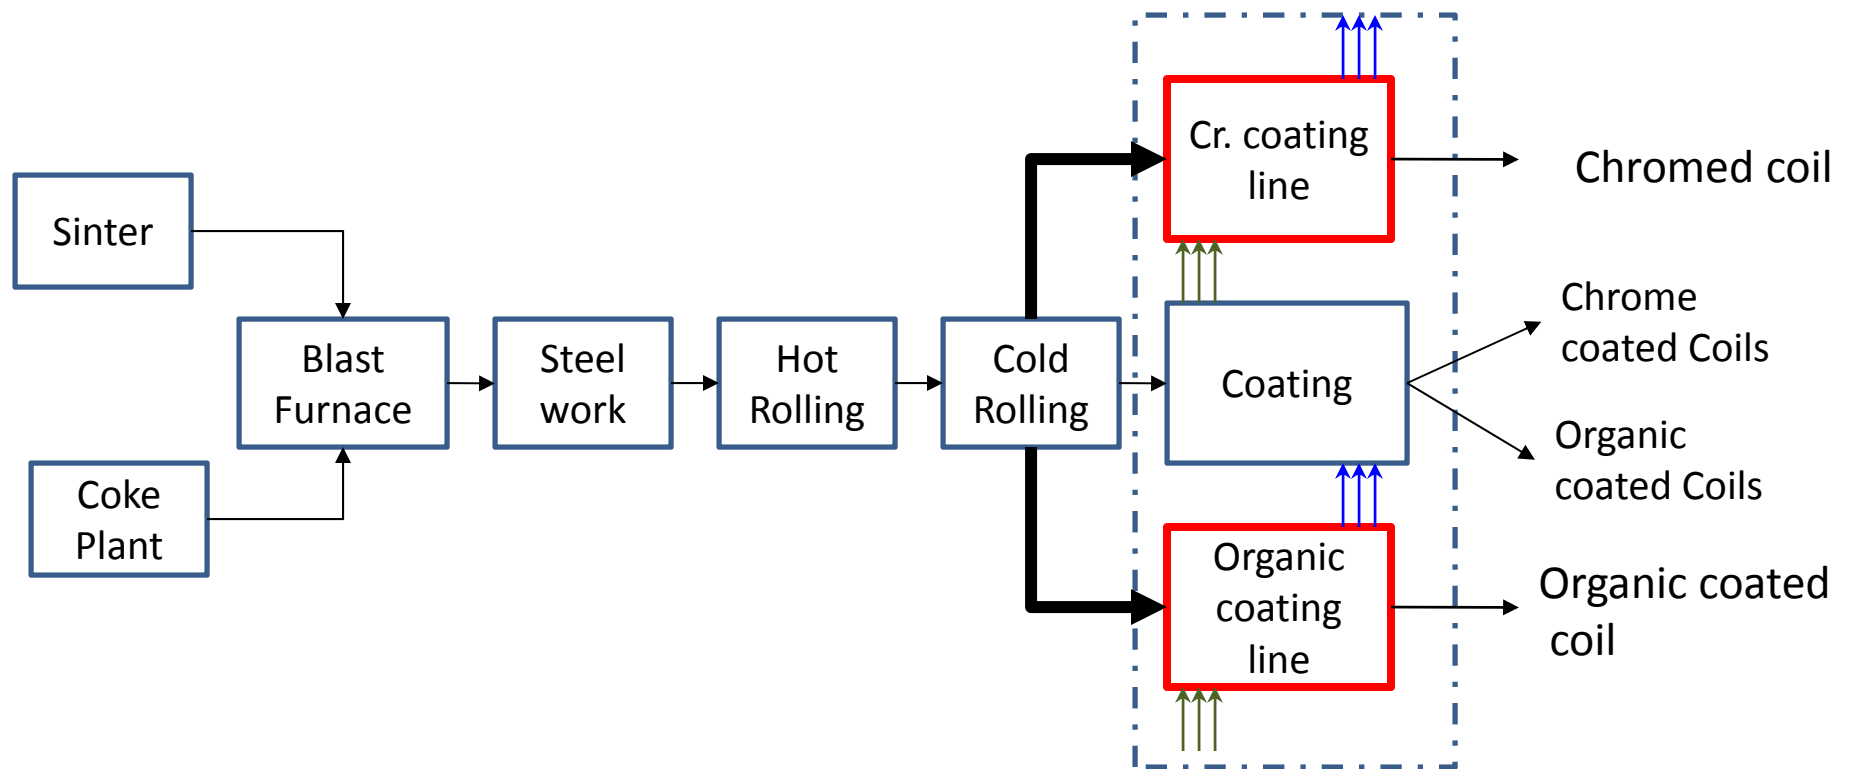 Sinter
Coke
Plant
Blast
Furnace
Steel
work
Hot
Rolling
Cold
Rolling
Cr. coating
line
Coating
Organic
coating
line
Chromed coil
Chrome
coated Coils
Organic
coated Coils
Organic coated
coil